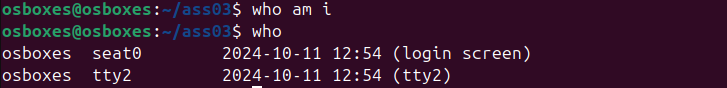 osboxes@osboxes:~/ass03$ who am i
osboxes@osboxes:~/ass03$ who
osboxes  seat0        2024-10-11 12:54 (login screen)
osboxes  tty2         2024-10-11 12:54 (tty2)